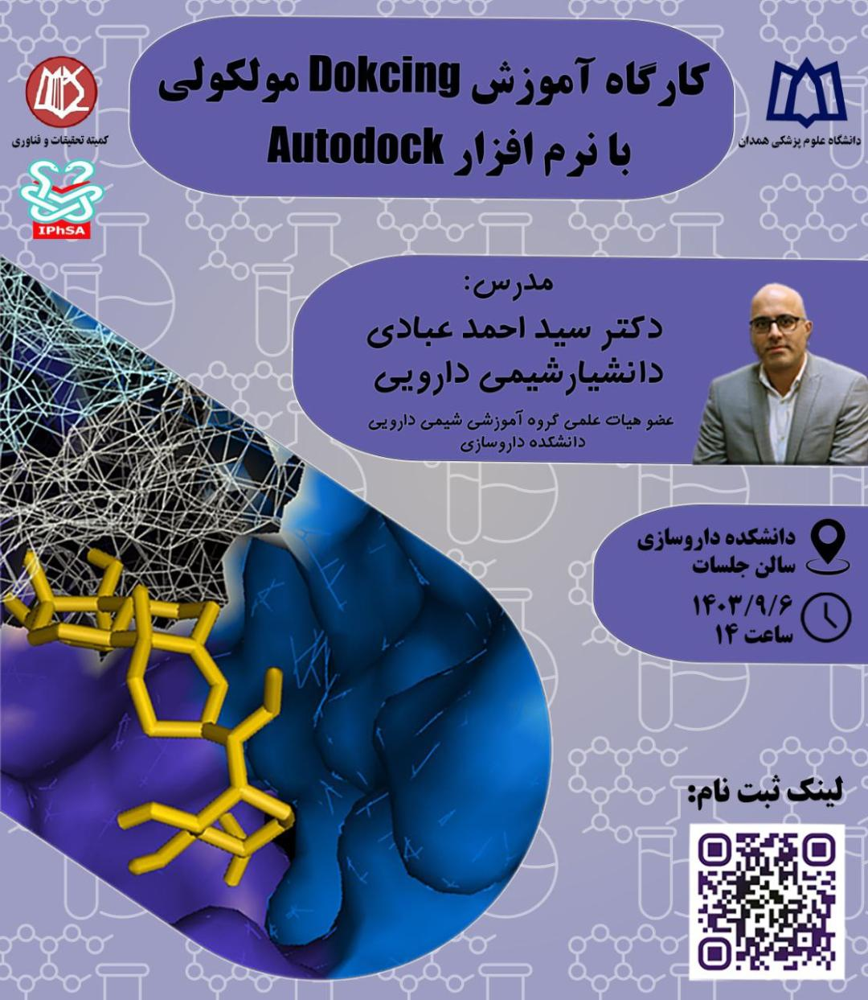 کارگاه آموزش Dokcing مولکولی
با نرم افزار Autodock
دانشگاه علوم پزشکی همدان
کمیته تحقیقات و فناوری
IPhSA
مدرس:
دکتر سید احمد عبادی
دانشیارشیمی دارویی
عضو هیات علمی گروه آموزشی شیمی دارویی
دانشکده داروسازی
دانشکده داروسازی
سالن جلسات
۱۴۰۳/۹/۶
ساعت ۱۴
لینک ثبت نام: